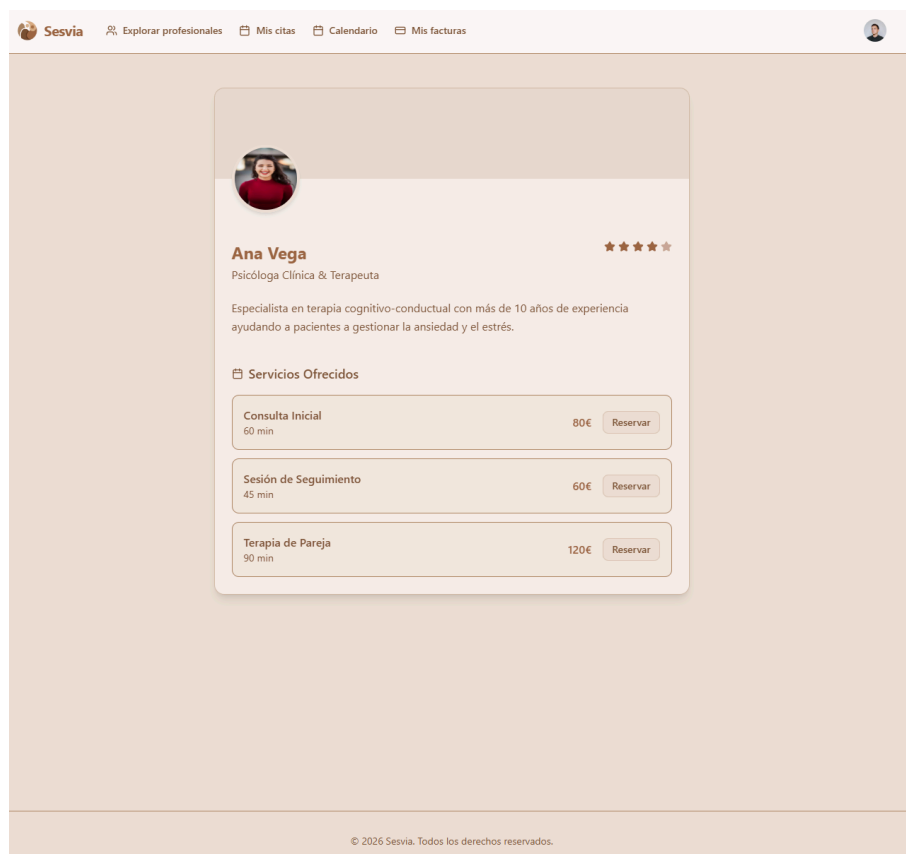 Sesvia
Explorar profesionales
Mis citas
Calendario
Mis facturas
Ana Vega
Psicóloga Clínica & Terapeuta
Especialista en terapia cognitivo-conductual con más de 10 años de experiencia
ayudando a pacientes a gestionar la ansiedad y el estrés.
Servicios Ofrecidos
Consulta Inicial
60 min
80€
Reservar
Sesión de Seguimiento
45 min
60€
Reservar
Terapia de Pareja
90 min
120€
Reservar
© 2026 Sesvia. Todos los derechos reservados.